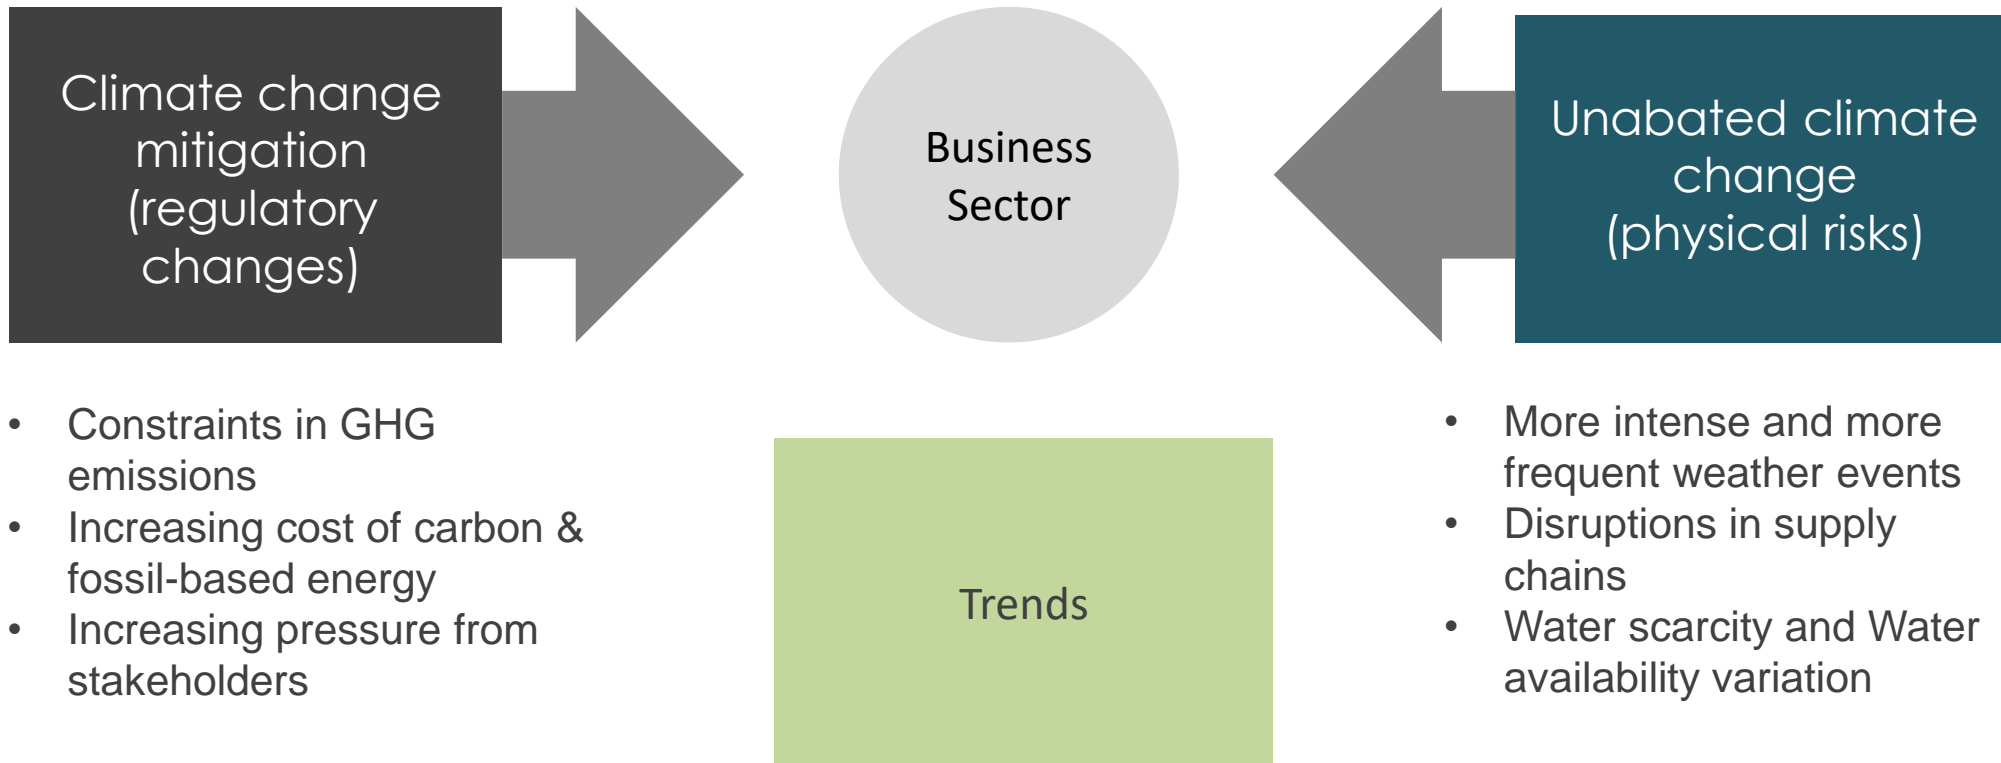 Climate change
mitigation
(regulatory
changes)
Business
Sector
Unabated climate
change
(physical risks)
• Constraints in GHG
emissions
• Increasing cost of carbon &
fossil-based energy
• Increasing pressure from
stakeholders
Trends
• More intense and more
frequent weather events
• Disruptions in supply
chains
• Water scarcity and Water
availability variation